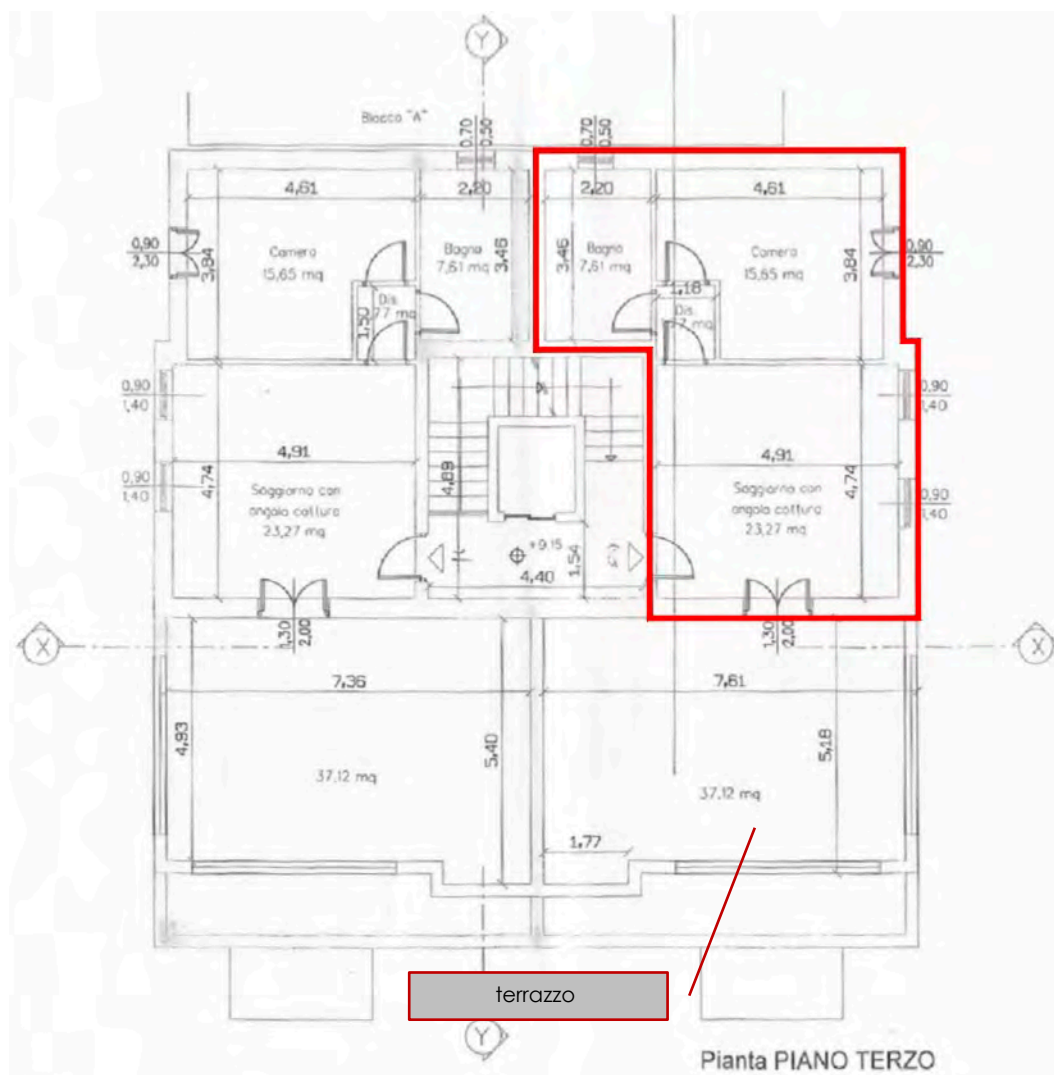 Y
Blocco "A"
0,70
0,50
0,70
0,50
4,61
2,20
2,20
4,61
0,90
2,30
3,84
Camera
15,65 mq
Bagno
7,61 mq
3,46
3,46
Bagno
7,61 mq
Camera
15,65 mq
3,84
0,90
2,30
1,50
Dis.
77 mq
1,18
Dis.
mq
0,90
1,40
0,90
1,40
4,91
4,91
0,90
1,40
4,74
Soggiorno con
angolo cottura
23,27 mq
4,89
Soggiorno con
angolo cottura
23,27 mq
4,74
0,90
1,40
+9.15
1,54
4,40
X
1,30
2,00
1,30
2,00
X
7,36
7,61
4,93
5,40
5,18
37,12 mq
37,12 mq
1,77
terrazzo
Y
Pianta PIANO TERZO